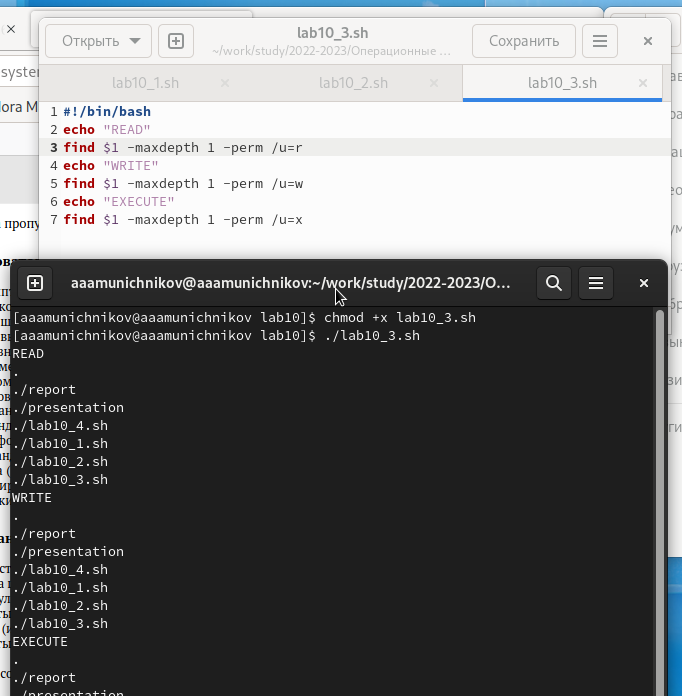 lab10_3.sh
Открыть
~/work/study/2022-2023/Операционные ...
Сохранить
lab10_1.sh
lab10_2.sh
lab10_3.sh
1 #!/bin/bash
2 echo "READ"
3 find $1 -maxdepth 1 -perm /u=r
4 echo "WRITE"
5 find $1 -maxdepth 1 -perm /u=w
6 echo "EXECUTE"
7 find $1 -maxdepth 1 -perm /u=x
aaamunichnikov@aaamunichnikov:~/work/study/2022-2023/О...
[aaamunichnikov@aaamunichnikov lab10]$ chmod +x lab10_3.sh
[aaamunichnikov@aaamunichnikov lab10]$ ./lab10_3.sh
READ
.
./report
./presentation
./lab10_4.sh
./lab10_1.sh
./lab10_2.sh
./lab10_3.sh
WRITE
.
./report
./presentation
./lab10_4.sh
./lab10_1.sh
./lab10_2.sh
./lab10_3.sh
EXECUTE
.
./report
./presentation